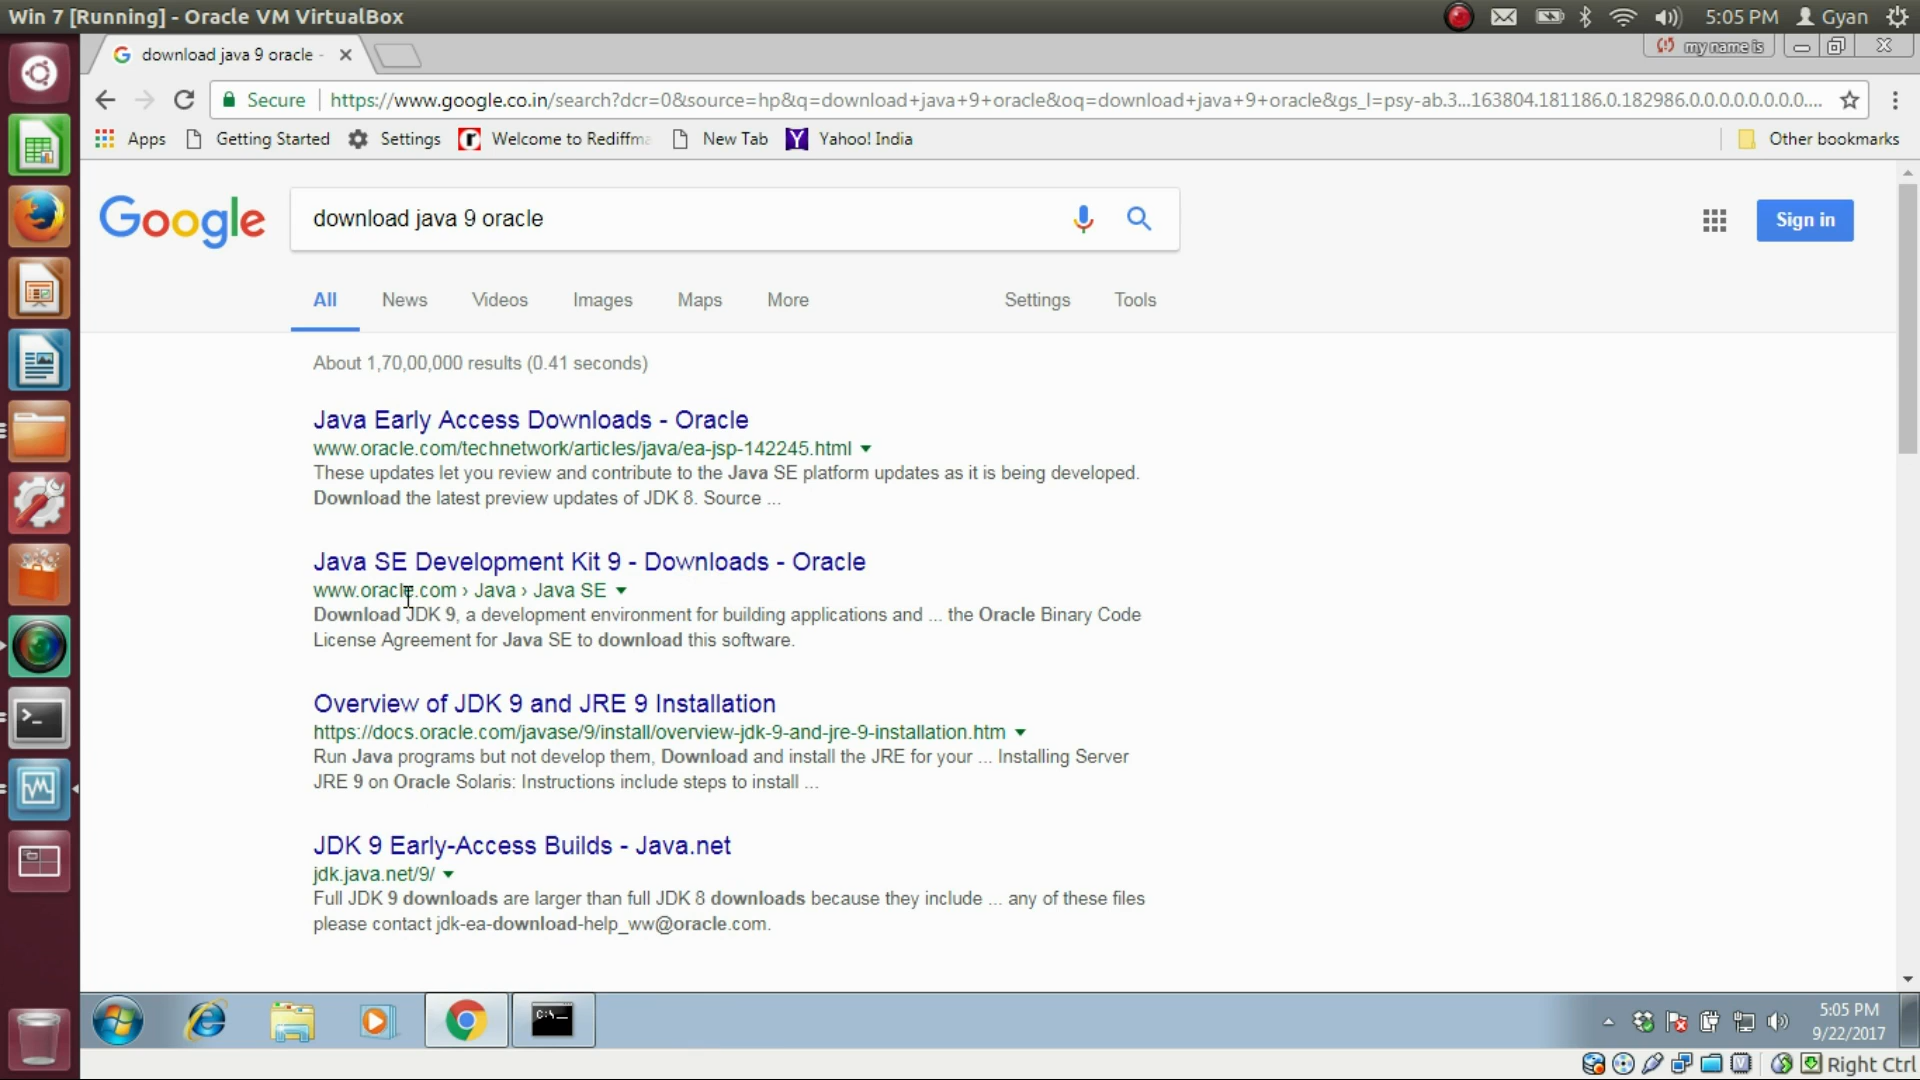 Win 7 [Running] - Oracle VM VirtualBox
5:05 PM Gyan
download java 9 oracle -
my name is
Secure https://www.google.co.in/search?dcr=0&source=hp&q=download+java+9+oracle&oq=download+java+9+oracle&gs_l=psy-ab.3...163804.181186.0.182986.0.0.0.0.0.0.0....
Apps Getting Started Settings Welcome to Rediffma New Tab Yahoo! India Other bookmarks
Google download java 9 oracle Sign in
All News Videos Images Maps More Settings Tools
About 1,70,00,000 results (0.41 seconds)
Java Early Access Downloads - Oracle
www.oracle.com/technetwork/articles/java/ea-jsp-142245.html
These updates let you review and contribute to the Java SE platform updates as it is being developed.
Download the latest preview updates of JDK 8. Source ...
Java SE Development Kit 9 - Downloads - Oracle
www.oracle.com › Java › Java SE
Download JDK 9, a development environment for building applications and ... the Oracle Binary Code
License Agreement for Java SE to download this software.
Overview of JDK 9 and JRE 9 Installation
https://docs.oracle.com/javase/9/install/overview-jdk-9-and-jre-9-installation.htm
Run Java programs but not develop them, Download and install the JRE for your ... Installing Server
JRE 9 on Oracle Solaris: Instructions include steps to install ...
JDK 9 Early-Access Builds - Java.net
jdk.java.net/9/
Full JDK 9 downloads are larger than full JDK 8 downloads because they include ... any of these files
please contact jdk-ea-download-help_ww@oracle.com.
C:\._
5:05 PM
9/22/2017
Right Ctrl